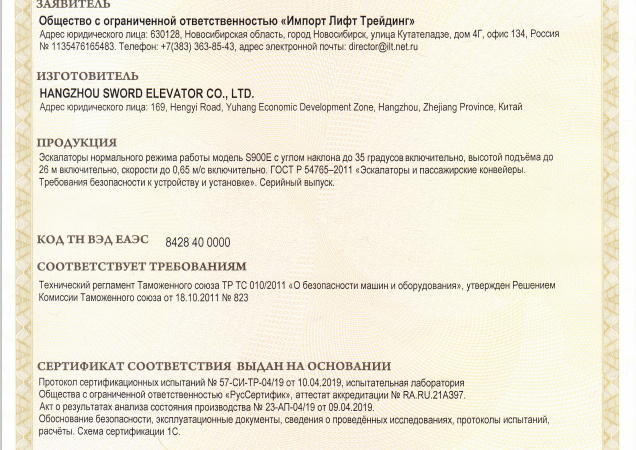 ЗАЯВИТЕЛЬ
Общество с ограниченной ответственностью «Импорт Лифт Трейдинг»
Адрес юридического лица: 630128, Новосибирская область, город Новосибирск, улица Кутателадзе, дом 4Г, офис 134, Россия
№ 1135476165483. Телефон: +7(383) 363-85-43, адрес электронной почты: director@ilt.net.ru
ИЗГОТОВИТЕЛЬ
HANGZHOU SWORD ELEVATOR CO., LTD.
Адрес юридического лица: 169, Hengyi Road, Yuhang Economic Development Zone, Hangzhou, Zhejiang Province, Китай
ПРОДУКЦИЯ
Эскалаторы нормального режима работы модель S900E с углом наклона до 35 градусов включительно, высотой подъёма до
26 м включительно, скорости до 0,65 м/с включительно. ГОСТ Р 54765–2011 «Эскалаторы и пассажирские конвейеры.
Требования безопасности к устройству и установке». Серийный выпуск.
КОД ТН ВЭД ЕАЭС 8428 40 0000
СООТВЕТСТВУЕТ ТРЕБОВАНИЯМ
Технический регламент Таможенного союза ТР ТС 010/2011 «О безопасности машин и оборудования», утвержден Решением
Комиссии Таможенного союза от 18.10.2011 № 823
СЕРТИФИКАТ СООТВЕТСТВИЯ ВЫДАН НА ОСНОВАНИИ
Протокол сертификационных испытаний № 57-СИ-ТР-04/19 от 10.04.2019, испытательная лаборатория
Общества с ограниченной ответственностью «РусСертифик», аттестат аккредитации № RA.RU.21АЗ97.
Акт о результатах анализа состояния производства № 23-АП-04/19 от 09.04.2019.
Обоснование безопасности, эксплуатационные документы, сведения о проведённых исследованиях, протоколы испытаний,
расчёты. Схема сертификации 1С.